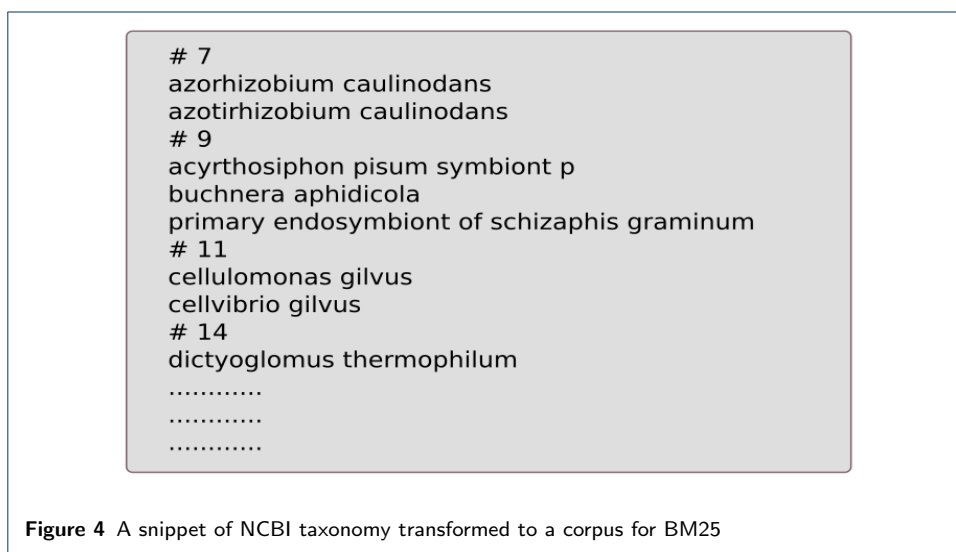 # 7
azorhizobium caulinodans
azotirhizobium caulinodans
# 9
acyrthosiphon pisum symbiont p
buchnera aphidicola
primary endosymbiont of schizaphis graminum
# 11
cellulomonas gilvus
cellvibrio gilvus
# 14
dictyoglomus thermophilum
............
............
............
Figure 4 A snippet of NCBI taxonomy transformed to a corpus for BM25